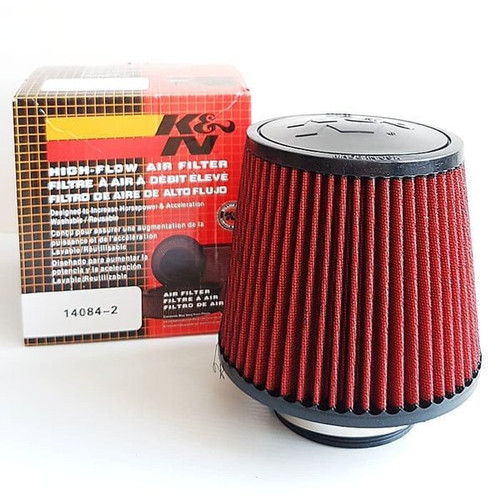 K&N
HIGH-FLOW AIR FILTER
FILTRE À AIR À DÉBIT ÉLEVÉ
FILTRO DE AIRE DE ALTO FLUJO
Designed to Increase Horsepower & Acceleration
Washable / Reusable
Conçu pour assurer une augmentation de la
puissance et de l'accélération
Lavable/Réutilisable
Diseñado para aumentar la
potencia y la aceleración
Lavable/Reutilizable
K&N
AIR FILTER
FILTRE À AIR
FILTRO DE AIRE
14084-2